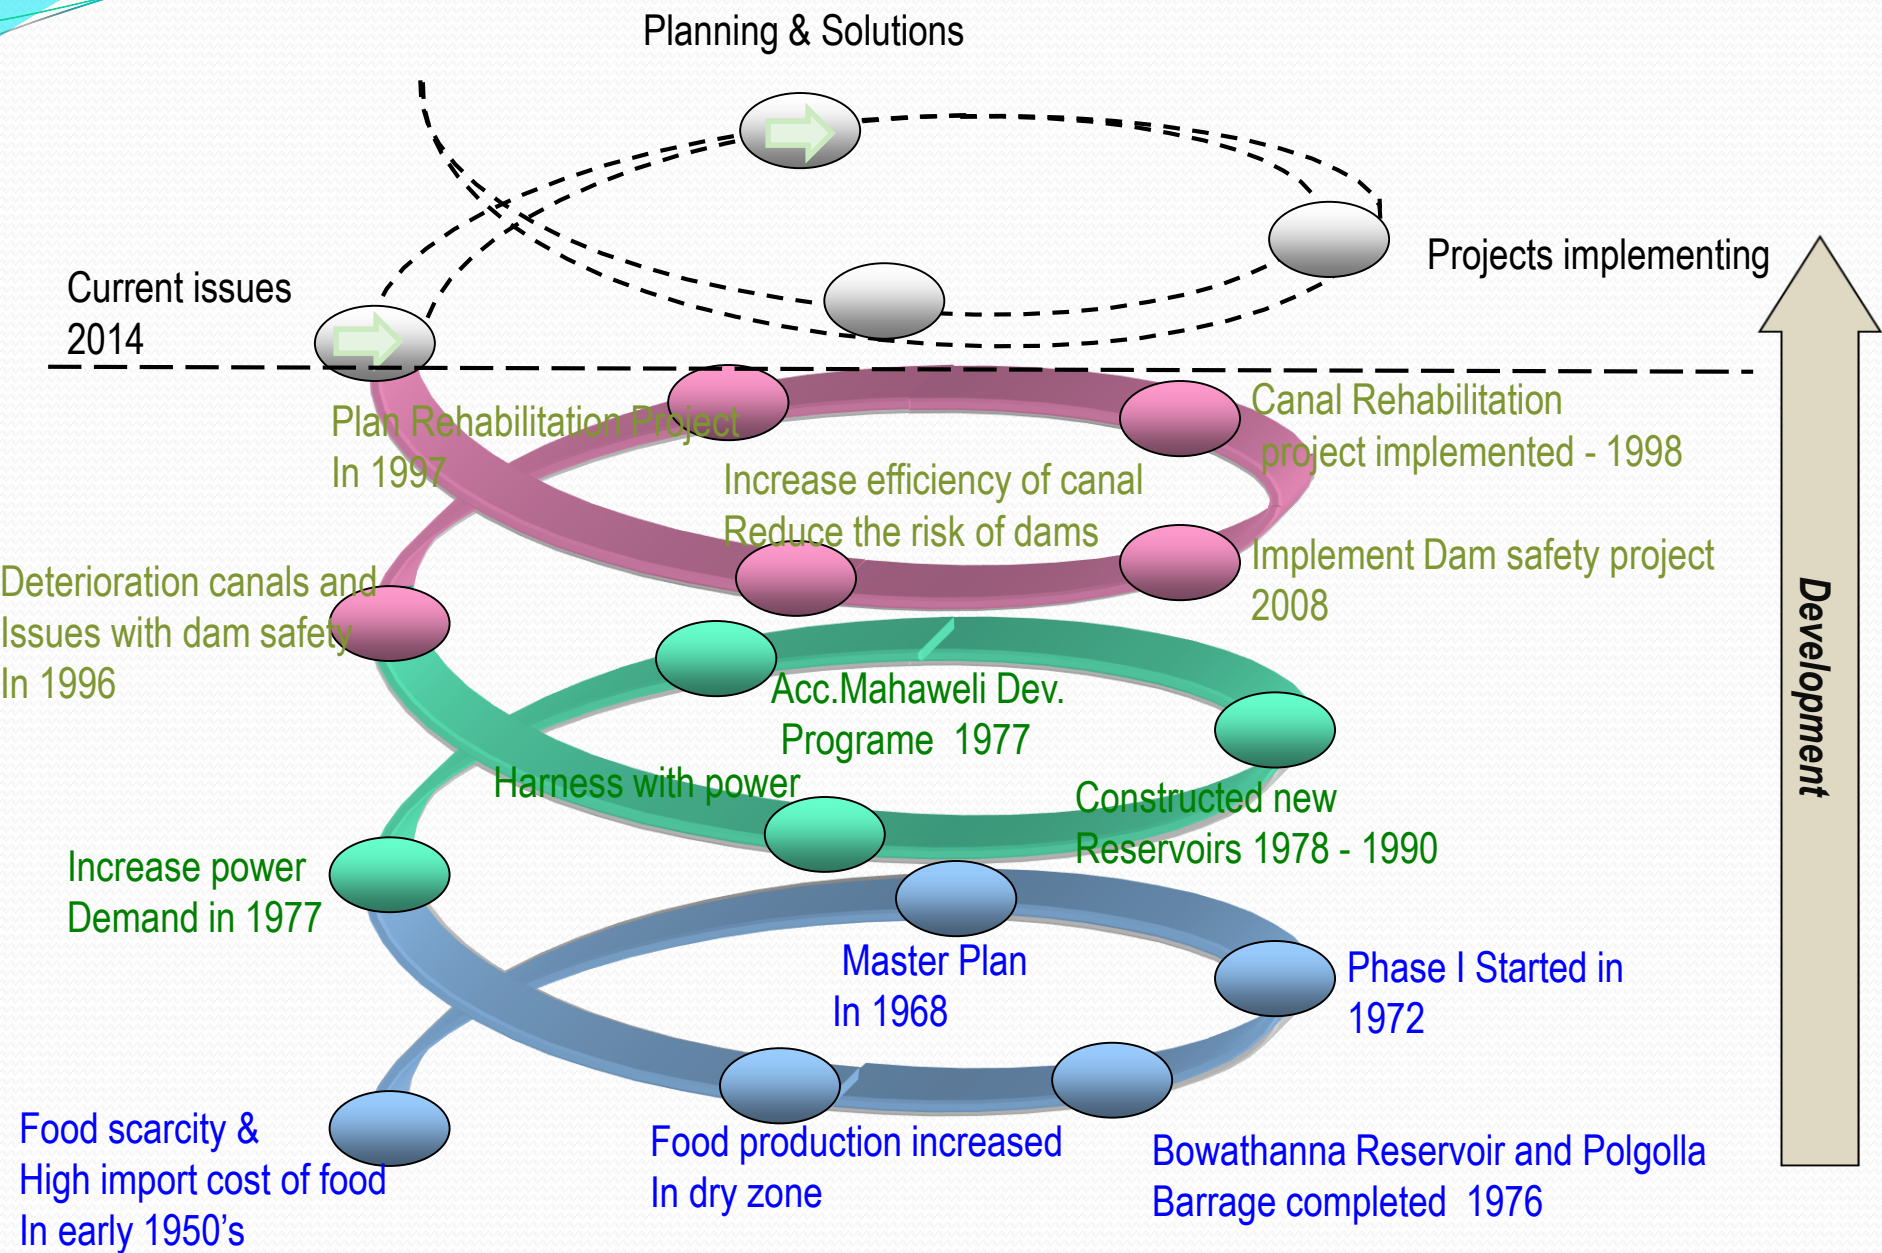 Planning & Solutions
Projects implementing
Current issues
2014
Plan Rehabilitation Project
In 1997
Canal Rehabilitation
project implemented - 1998
Increase efficiency of canal
Reduce the risk of dams
Implement Dam safety project
2008
Deterioration canals and
Issues with dam safety
In 1996
Development
Acc.Mahaweli Dev.
Programe 1977
Harness with power
Constructed new
Reservoirs 1978 - 1990
Increase power
Demand in 1977
Master Plan
In 1968
Phase I Started in
1972
Food scarcity &
High import cost of food
In early 1950’s
Food production increased
In dry zone
Bowathanna Reservoir and Polgolla
Barrage completed 1976